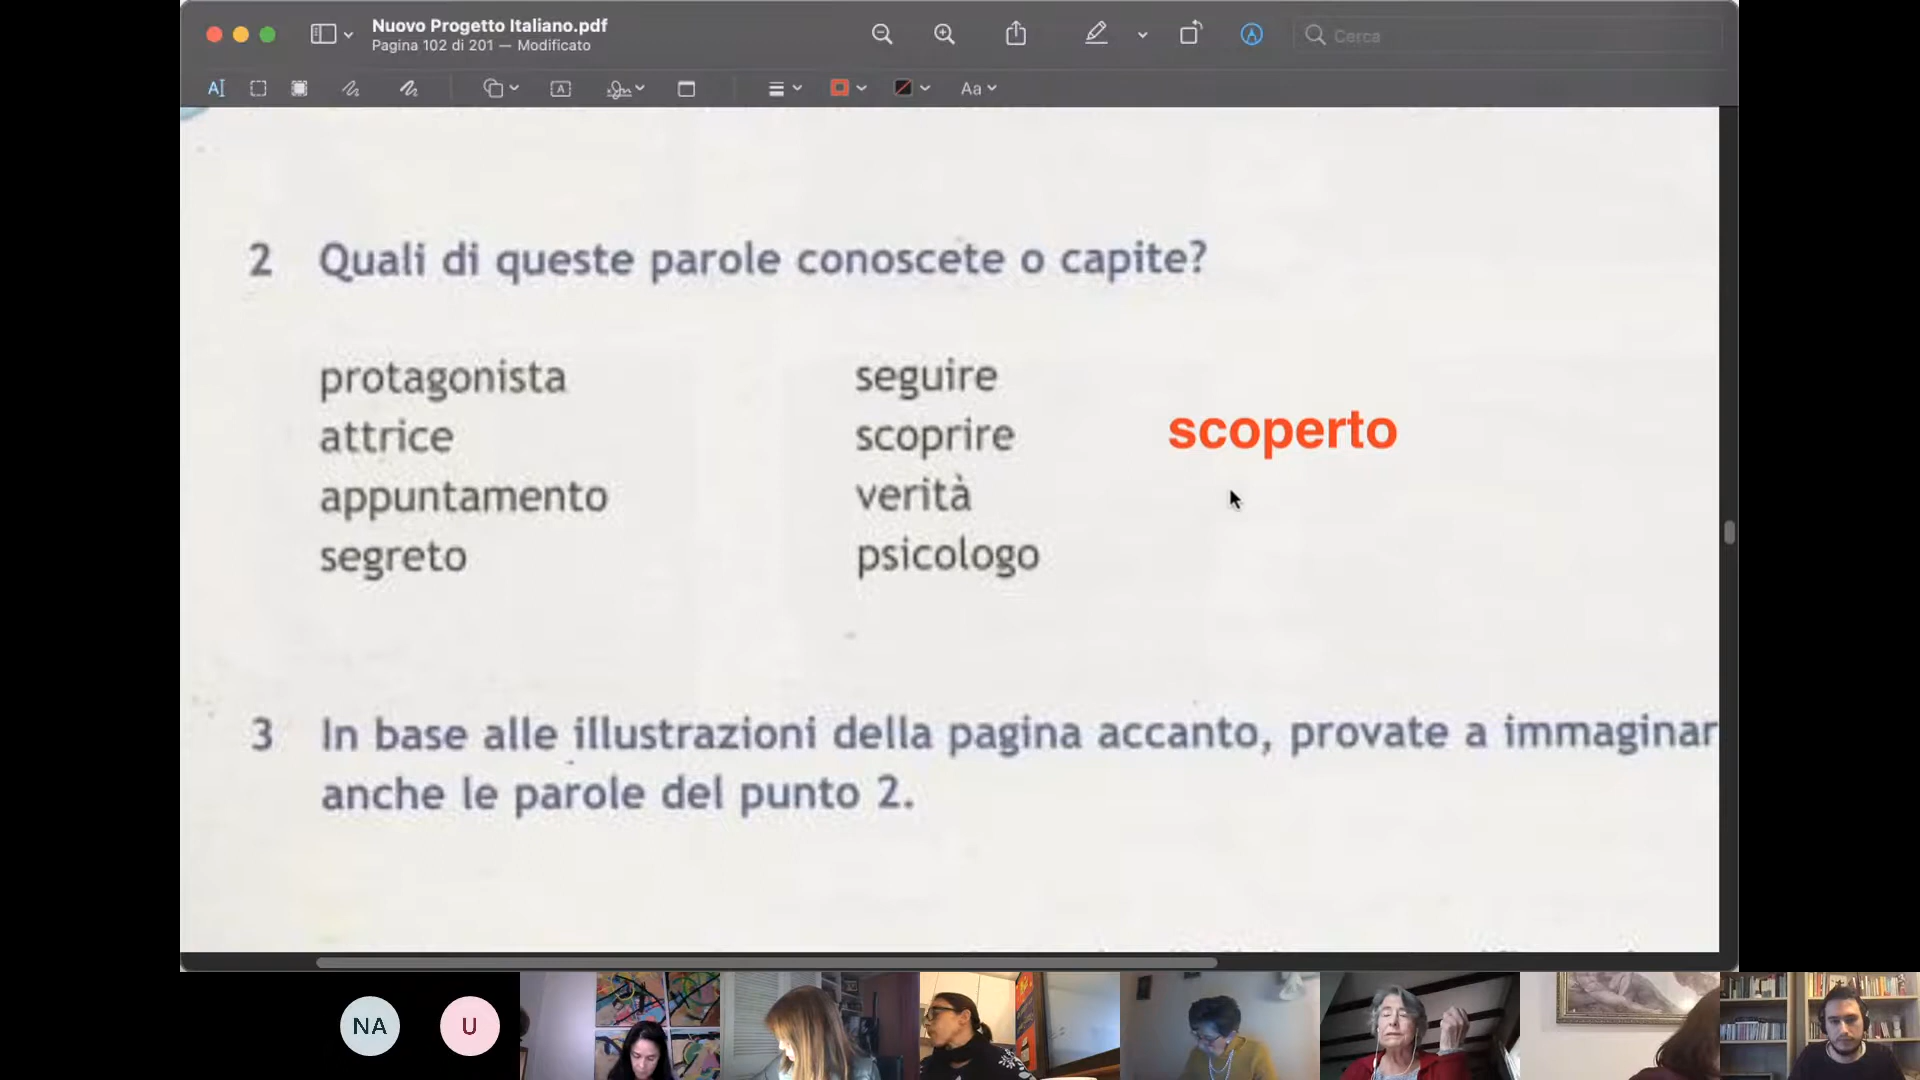 Nuovo Progetto Italiano.pdf
Pagina 102 di 201 — Modificato
Cerca
Aa
2 Quali di queste parole conoscete o capite?
protagonista
attrice
appuntamento
segreto
seguire
scoprire
verità
psicologo
scoperto
3 In base alle illustrazioni della pagina accanto, provate a immaginar
anche le parole del punto 2.
NA
U